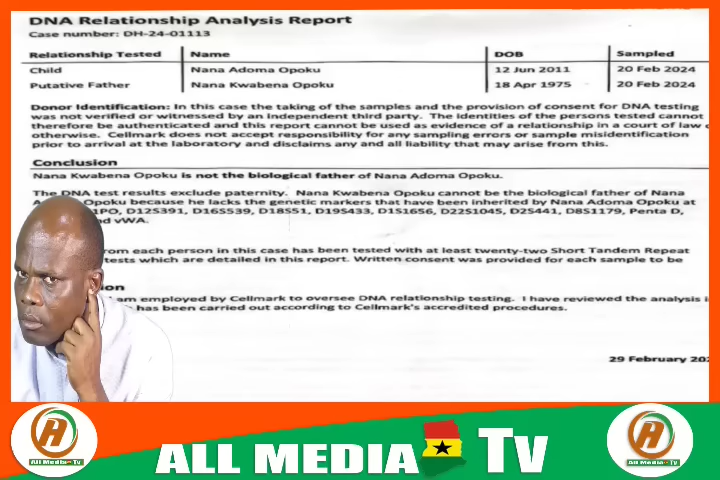 DNA Relationship Analysis Report
Case number: DH-24-01113
Relationship Tested Name DOB Sampled
Child Nana Adoma Opoku 12 Jun 2011 20 Feb 2024
Putative Father Nana Kwabena Opoku 18 Apr 1975 20 Feb 2024
Donor Identification: In this case the taking of the samples and the provision of consent for DNA testing
was not verified or witnessed by an independent third party. The identities of the persons tested cannot
therefore be authenticated and this report cannot be used as evidence of a relationship in a court of law
otherwise. Cellmark does not accept responsibility for any sampling errors or sample misidentification
prior to arrival at the laboratory and disclaims any and all liability that may arise from this.
Conclusion
Nana Kwabena Opoku is not the biological father of Nana Adoma Opoku.
The DNA test results exclude paternity. Nana Kwabena Opoku cannot be the biological father of Nana
Opoku because he lacks the genetic markers that have been inherited by Nana Adoma Opoku at
D12S391, D16S539, D18S51, D19S433, D1S1656, D22S1045, D2S441, D8S1179, Penta D,
vWA.
from each person in this case has been tested with at least twenty-two Short Tandem Repeat
tests which are detailed in this report. Written consent was provided for each sample to be
am employed by Cellmark to oversee DNA relationship testing. I have reviewed the analysis
has been carried out according to Cellmark's accredited procedures.
29 February
All Media Tv
ALL MEDIA TV
All Media Tv